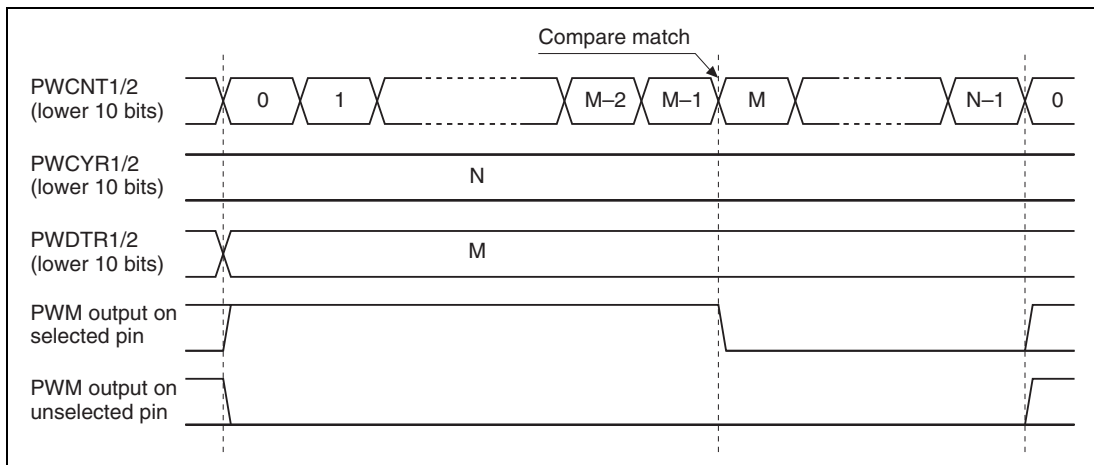 Compare match
PWCNT1/2
(lower 10 bits)
0 1 M–2 M–1 M N–1 0
PWCYR1/2
(lower 10 bits)
N
PWDTR1/2
(lower 10 bits)
M
PWM output on
selected pin
PWM output on
unselected pin